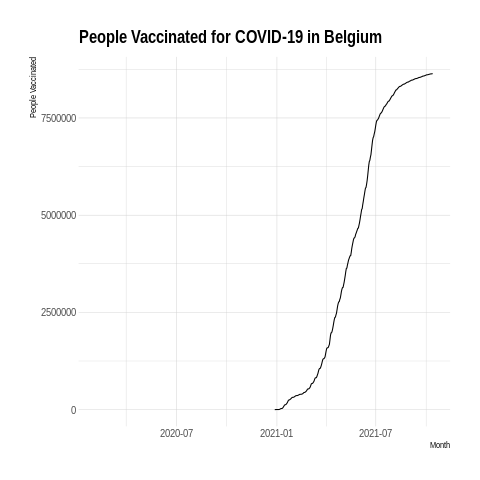 People Vaccinated for COVID-19 in Belgium
People Vaccinated
7500000
5000000
2500000
0
2020-07 2021-01 2021-07
Month